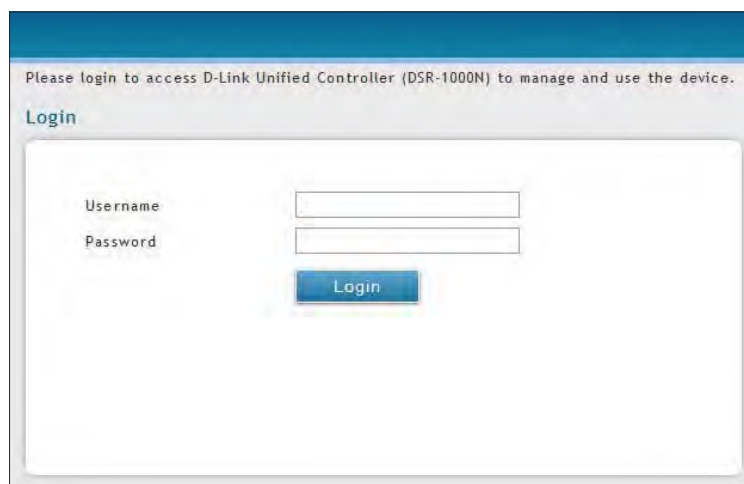 Please login to access D-Link Unified Controller (DSR-1000N) to manage and use the device.
Login
Username
Password
Login